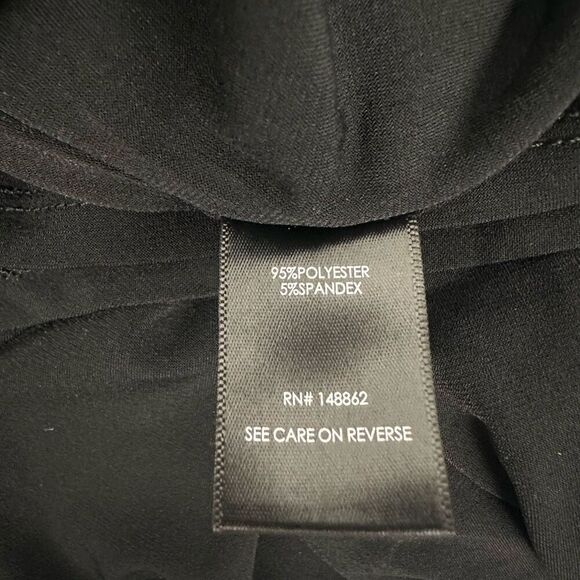 95%POLYESTER
5%SPANDEX
RN# 148862
SEE CARE ON REVERSE